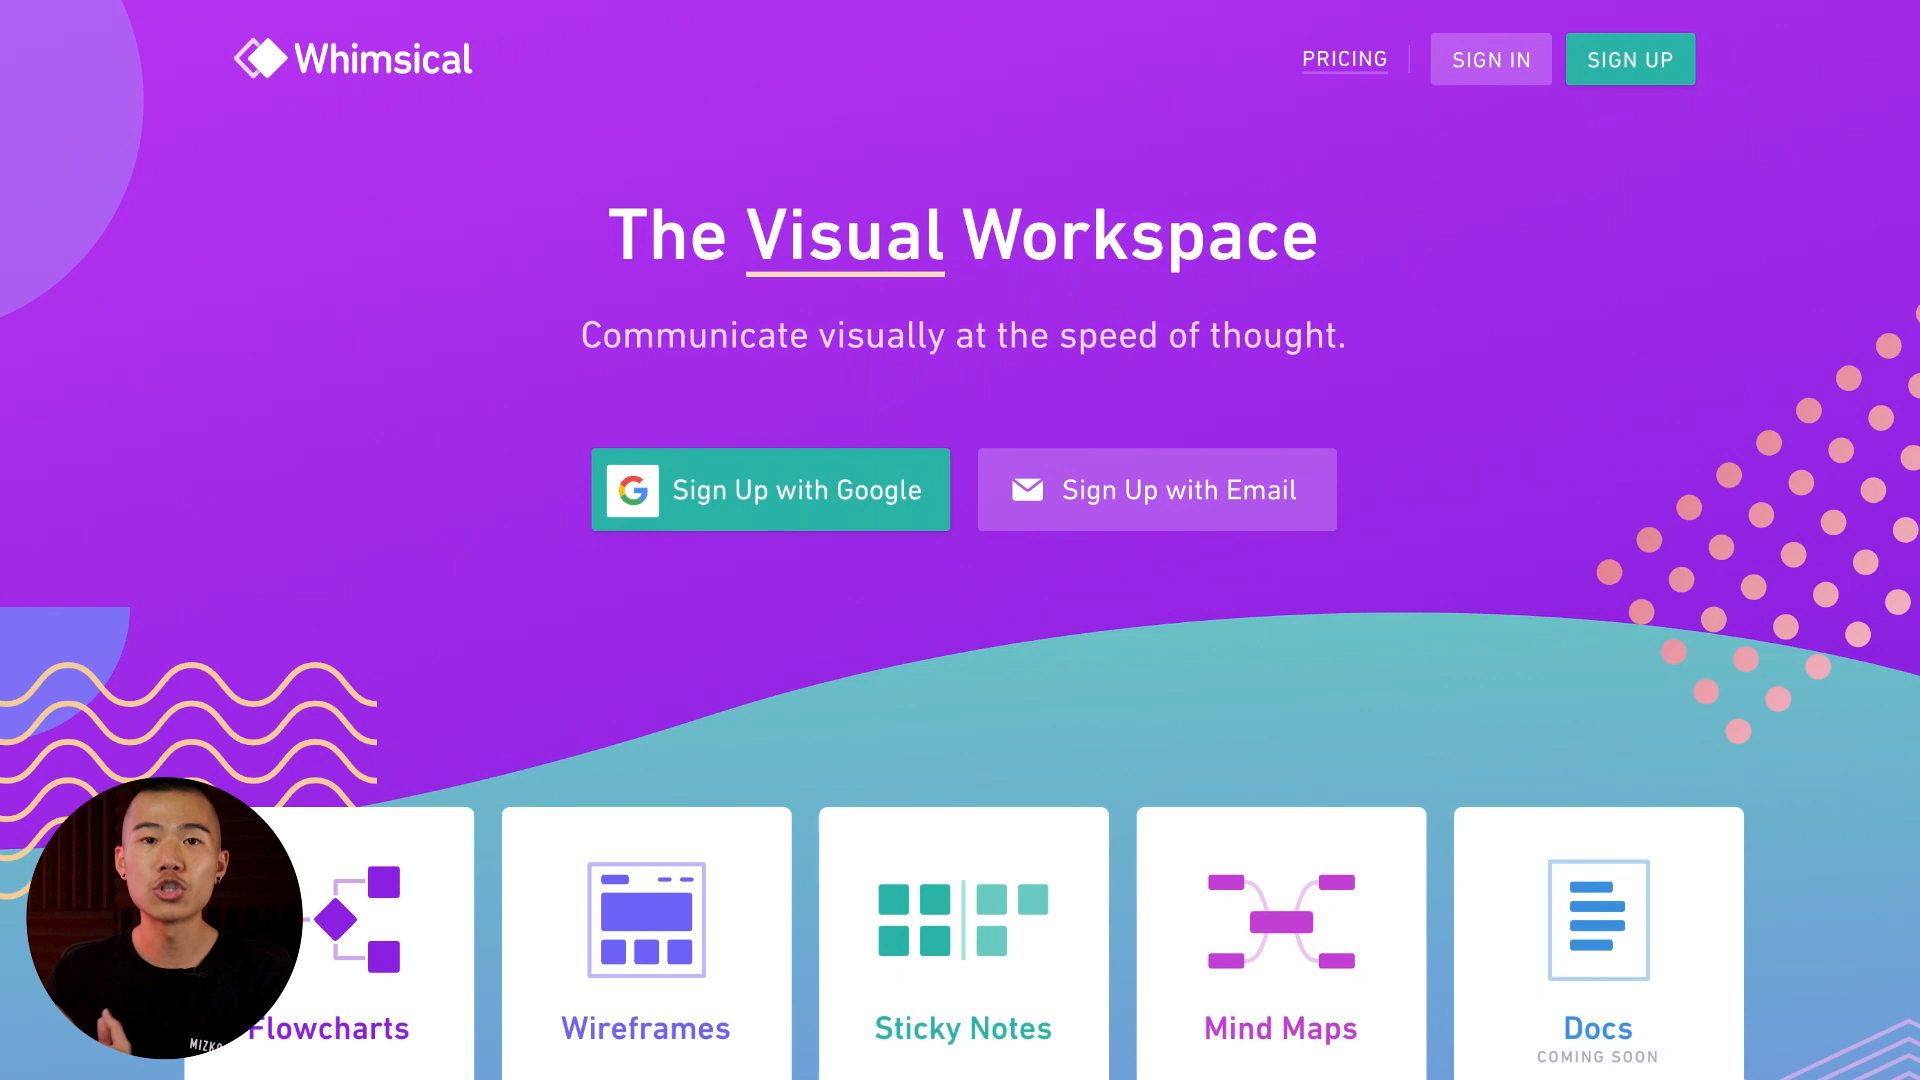 Whimsical
PRICING
SIGN IN
SIGN UP
The Visual Workspace
Communicate visually at the speed of thought.
Sign Up with Google
Sign Up with Email
Flowcharts
Wireframes
Sticky Notes
Mind Maps
Docs
COMING SOON